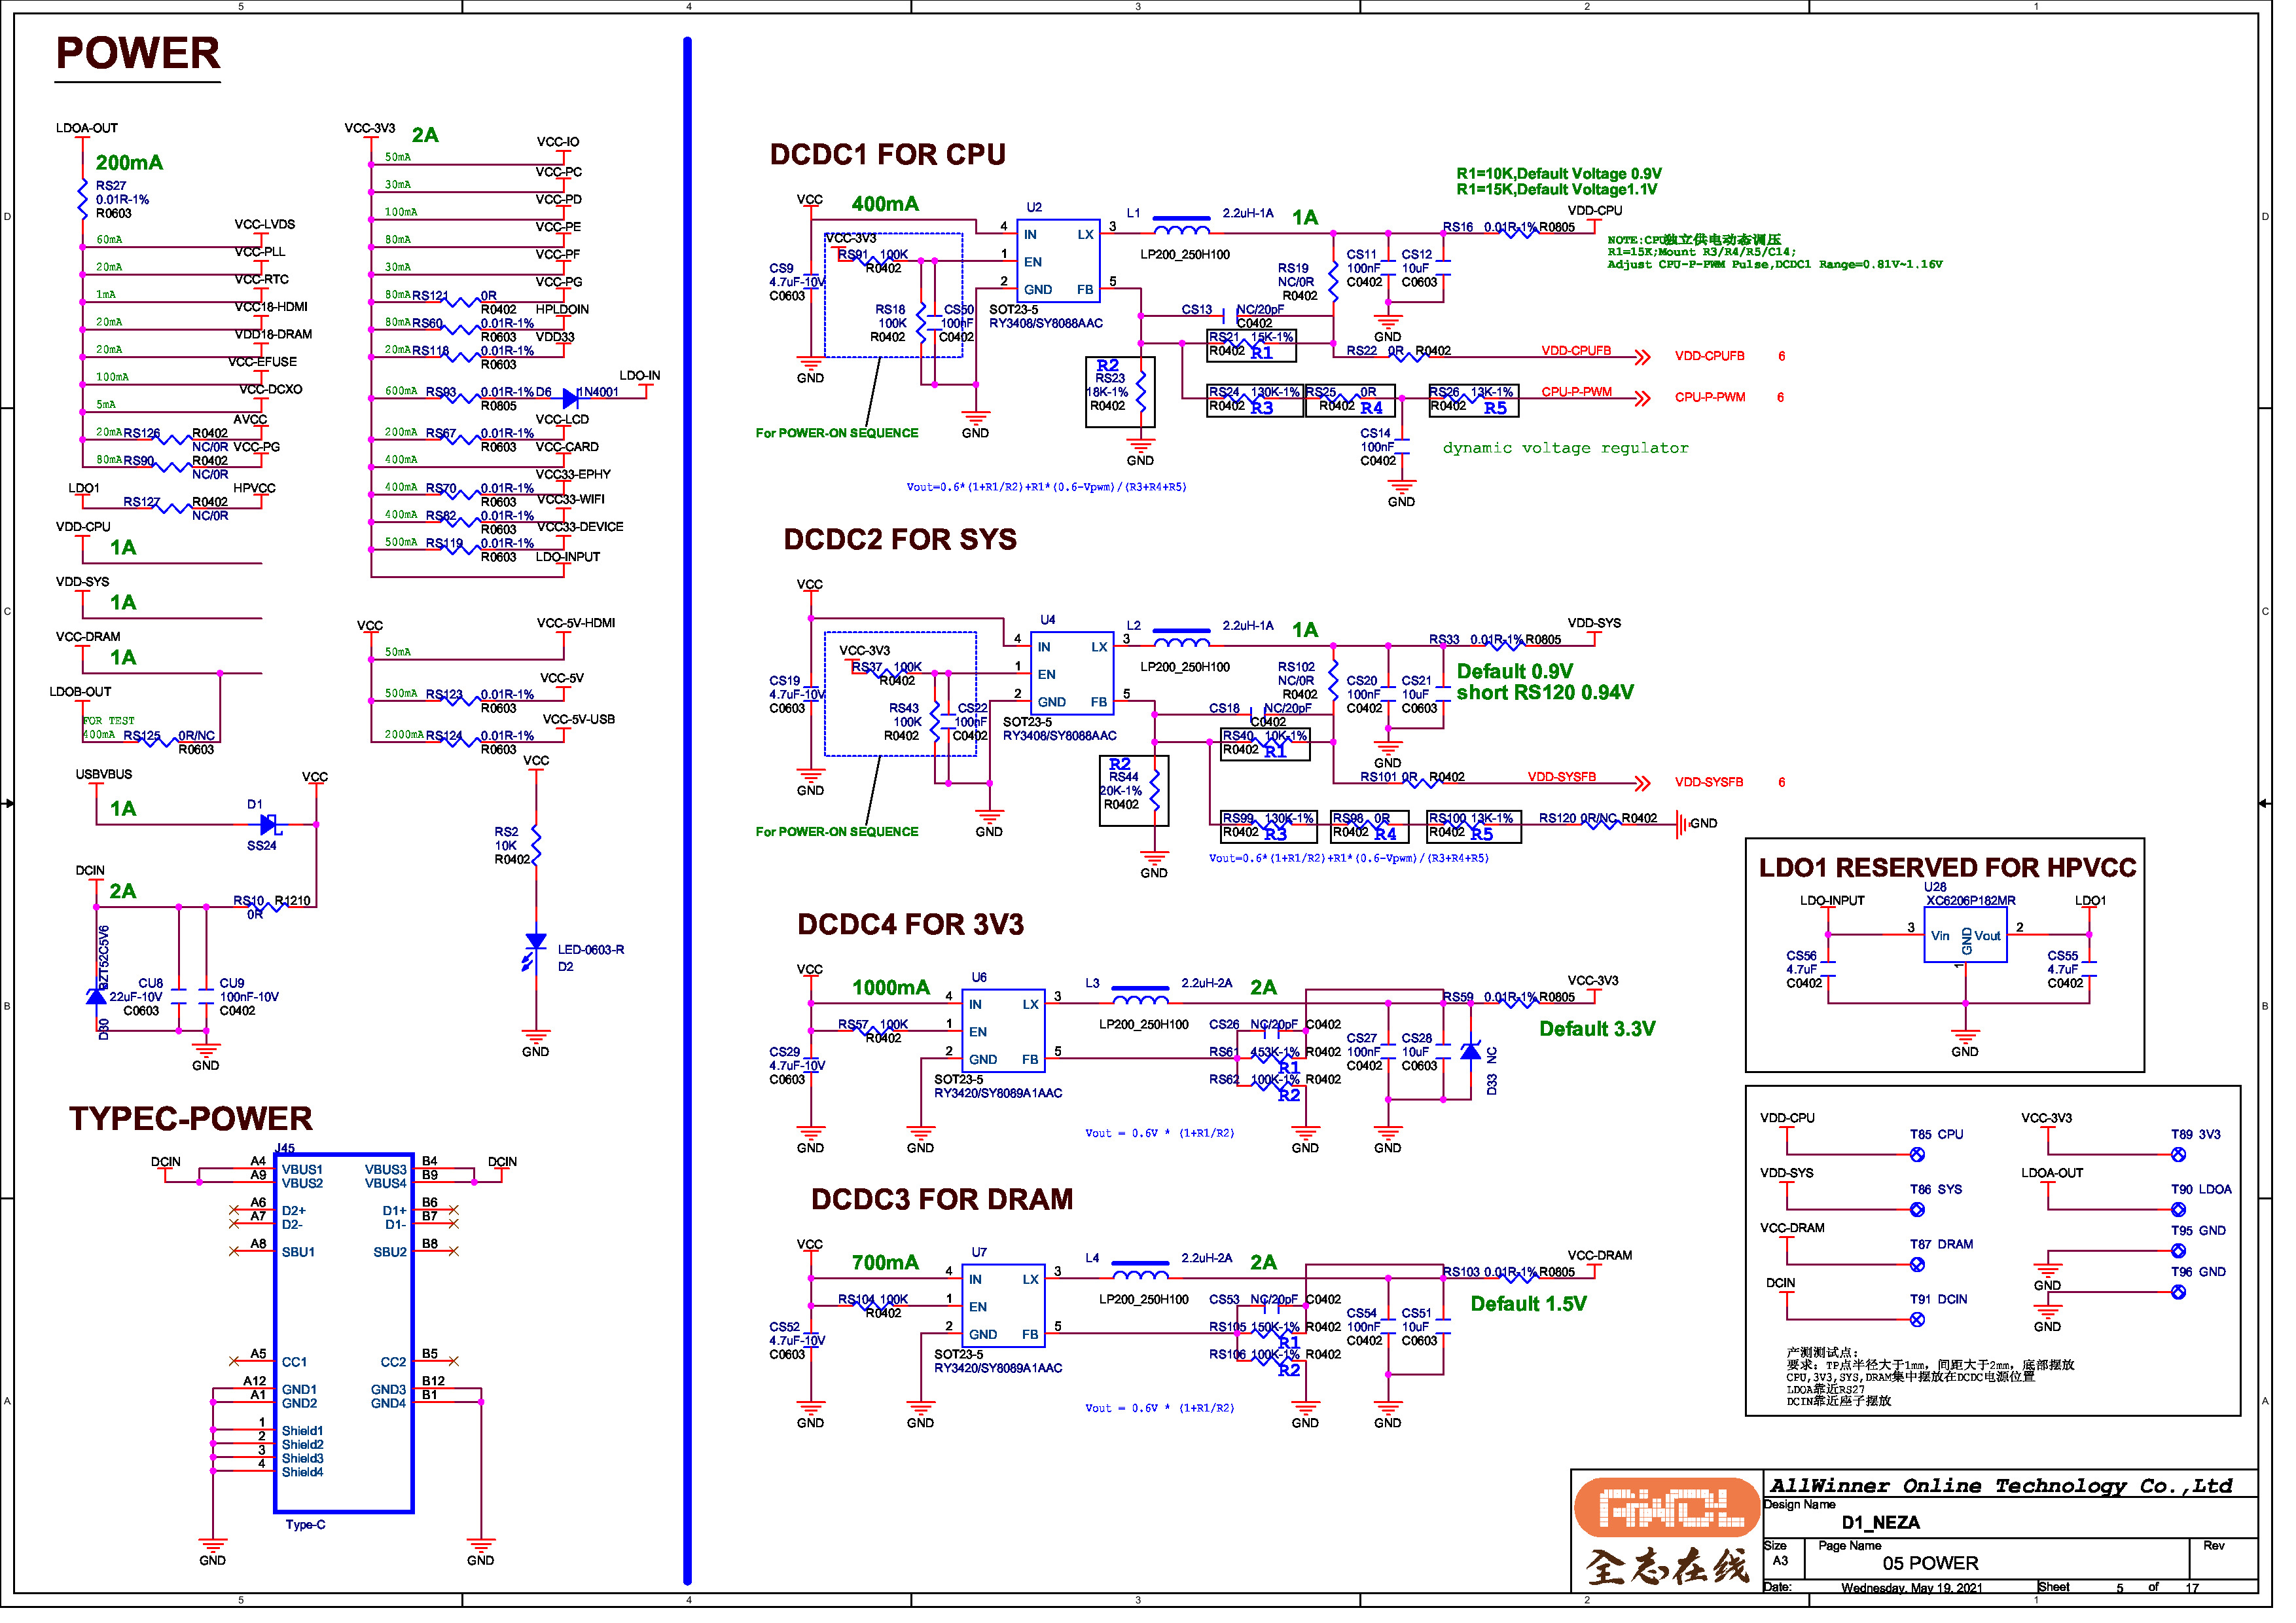 POWER
LDOA-OUT
200mA
RS27
0.01R-1%
R0603
VCC-LVDS
60mA
VCC-PLL
20mA
VCC-RTC
1mA
VCC18-HDMI
20mA
VDD18-DRAM
20mA
VCC-EFUSE
100mA
VCC-DCXO
5mA
AVCC
20mA RS126 R0402
NC/0R VCC-PG
80mA RS90 R0402
NC/0R
LDO1 HPVCC
RS127 R0402
NC/0R
VDD-CPU
1A
VDD-SYS
1A
VCC-DRAM
1A
LDOB-OUT
FOR TEST
400mA RS125 0R/NC
R0603
USBVBUS VCC
1A D1
SS24
DCIN
2A
RS10 R1210
0R
BZT52C5V6
D30
CU8
22uF-10V
C0603
CU9
100nF-10V
C0402
GND
VCC-3V3 2A
VCC-IO
50mA
VCC-PC
30mA
VCC-PD
100mA
VCC-PE
80mA
VCC-PF
30mA
VCC-PG
80mA RS121 0R
R0402 HPLDOIN
80mA RS60 0.01R-1%
R0603 VDD33
20mA RS118 0.01R-1%
R0603
LDO-IN
600mA RS93 0.01R-1% D6 1N4001
R0805
VCC-LCD
200mA RS67 0.01R-1%
R0603 VCC-CARD
400mA
VCC33-EPHY
400mA RS70 0.01R-1%
R0603 VCC33-WIFI
400mA RS82 0.01R-1%
R0603 VCC33-DEVICE
500mA RS119 0.01R-1%
R0603 LDO-INPUT
VCC VCC-5V-HDMI
50mA
VCC-5V
500mA RS123 0.01R-1%
R0603
VCC-5V-USB
2000mA RS124 0.01R-1%
R0603
VCC
RS2
10K
R0402
LED-0603-R
D2
GND
TYPEC-POWER
J45
DCIN A4 VBUS1 VBUS3 B4 DCIN
A9 VBUS2 VBUS4 B9
A6 D2+ D1+ B6
A7 D2- D1- B7
A8 SBU1 SBU2 B8
A5 CC1 CC2 B5
A12 GND1 GND3 B12
A1 GND2 GND4 B1
1 Shield1
2 Shield2
3 Shield3
4 Shield4
Type-C
GND GND
DCDC1 FOR CPU
R1=10K,Default Voltage 0.9V
R1=15K,Default Voltage1.1V
VCC 400mA
U2
L1 2.2uH-1A 1A
LP200_250H100
VDD-CPU
RS16 0.01R-1% R0805
NOTE:CPU独立供电动态调压
R1=15K;Mount R3/R4/R5/C14;
Adjust CPU-P-PWM Pulse,DCDC1 Range=0.81V~1.16V
4 IN LX 3
1 EN
2 GND FB 5
SOT23-5
RY3408/SY8088AAC
VCC-3V3
RS91 100K
R0402
CS9
4.7uF-10V
C0603
RS18
100K
R0402
CS50
100nF
C0402
GND
GND
For POWER-ON SEQUENCE
RS19
NC/0R
R0402
CS11
100nF
C0402
CS12
10uF
C0603
GND
CS13 NC/20pF
C0402
RS21 15K-1%
R0402 R1
RS22 0R R0402 VDD-CPUFB VDD-CPUFB 6
R2
RS23
18K-1%
R0402
GND
RS24 130K-1%
R0402 R3
RS25 0R
R0402 R4
RS26 13K-1%
R0402 R5
CPU-P-PWM CPU-P-PWM 6
CS14
100nF
C0402
GND
dynamic voltage regulator
Vout=0.6*(1+R1/R2)+R1*(0.6-Vpwm)/(R3+R4+R5)
DCDC2 FOR SYS
VCC
U4
L2 2.2uH-1A 1A
LP200_250H100
VDD-SYS
RS33 0.01R-1% R0805
Default 0.9V
short RS120 0.94V
4 IN LX 3
1 EN
2 GND FB 5
SOT23-5
RY3408/SY8088AAC
VCC-3V3
RS37 100K
R0402
CS19
4.7uF-10V
C0603
RS43
100K
R0402
CS22
100nF
C0402
GND
GND
For POWER-ON SEQUENCE
RS102
NC/0R
R0402
CS20
100nF
C0402
CS21
10uF
C0603
GND
CS18 NC/20pF
C0402
RS40 10K-1%
R0402 R1
RS101 0R R0402 VDD-SYSFB VDD-SYSFB 6
R2
RS44
20K-1%
R0402
GND
RS99 130K-1%
R0402 R3
RS98 0R
R0402 R4
RS100 13K-1%
R0402 R5
RS120 0R/NC R0402 GND
Vout=0.6*(1+R1/R2)+R1*(0.6-Vpwm)/(R3+R4+R5)
DCDC4 FOR 3V3
VCC 1000mA
U6
L3 2.2uH-2A 2A
LP200_250H100
VCC-3V3
RS59 0.01R-1% R0805
Default 3.3V
4 IN LX 3
1 EN
2 GND FB 5
SOT23-5
RY3420/SY8089A1AAC
RS57 100K
R0402
CS29
4.7uF-10V
C0603
CS26 NC/20pF C0402
RS61 453K-1% R0402
R1
RS62 100K-1% R0402
R2
CS27
100nF
C0402
CS28
10uF
C0603
D33 NC
GND GND GND GND
Vout = 0.6V * (1+R1/R2)
DCDC3 FOR DRAM
VCC 700mA
U7
L4 2.2uH-2A 2A
LP200_250H100
VCC-DRAM
RS103 0.01R-1% R0805
Default 1.5V
4 IN LX 3
1 EN
2 GND FB 5
SOT23-5
RY3420/SY8089A1AAC
RS104 100K
R0402
CS52
4.7uF-10V
C0603
CS53 NC/20pF C0402
RS105 150K-1% R0402
R1
RS106 100K-1% R0402
R2
CS54
100nF
C0402
CS51
10uF
C0603
GND GND GND GND
Vout = 0.6V * (1+R1/R2)
LDO1 RESERVED FOR HPVCC
U28
LDO-INPUT XC6206P182MR LDO1
3 Vin GND Vout 2
1
CS56
4.7uF
C0402
CS55
4.7uF
C0402
GND
VDD-CPU VCC-3V3
T85 CPU T89 3V3
VDD-SYS LDOA-OUT
T86 SYS T90 LDOA
VCC-DRAM T95 GND
T87 DRAM
GND
DCIN T96 GND
T91 DCIN
GND
产测测试点:
要求: TP点半径大于1mm, 间距大于2mm, 底部摆放
CPU,3V3,SYS,DRAM集中摆放在DCDC电源位置
LDOA靠近RS27
DCIN靠近座子摆放
全志在线
AllWinner Online Technology Co.,Ltd
Design Name
D1_NEZA
Size Page Name Rev
A3 05 POWER
Date: Wednesday, May 19, 2021 Sheet 5 of 17
5 4 3 2 1
5 4 3 2 1
D D
C C
B B
A A